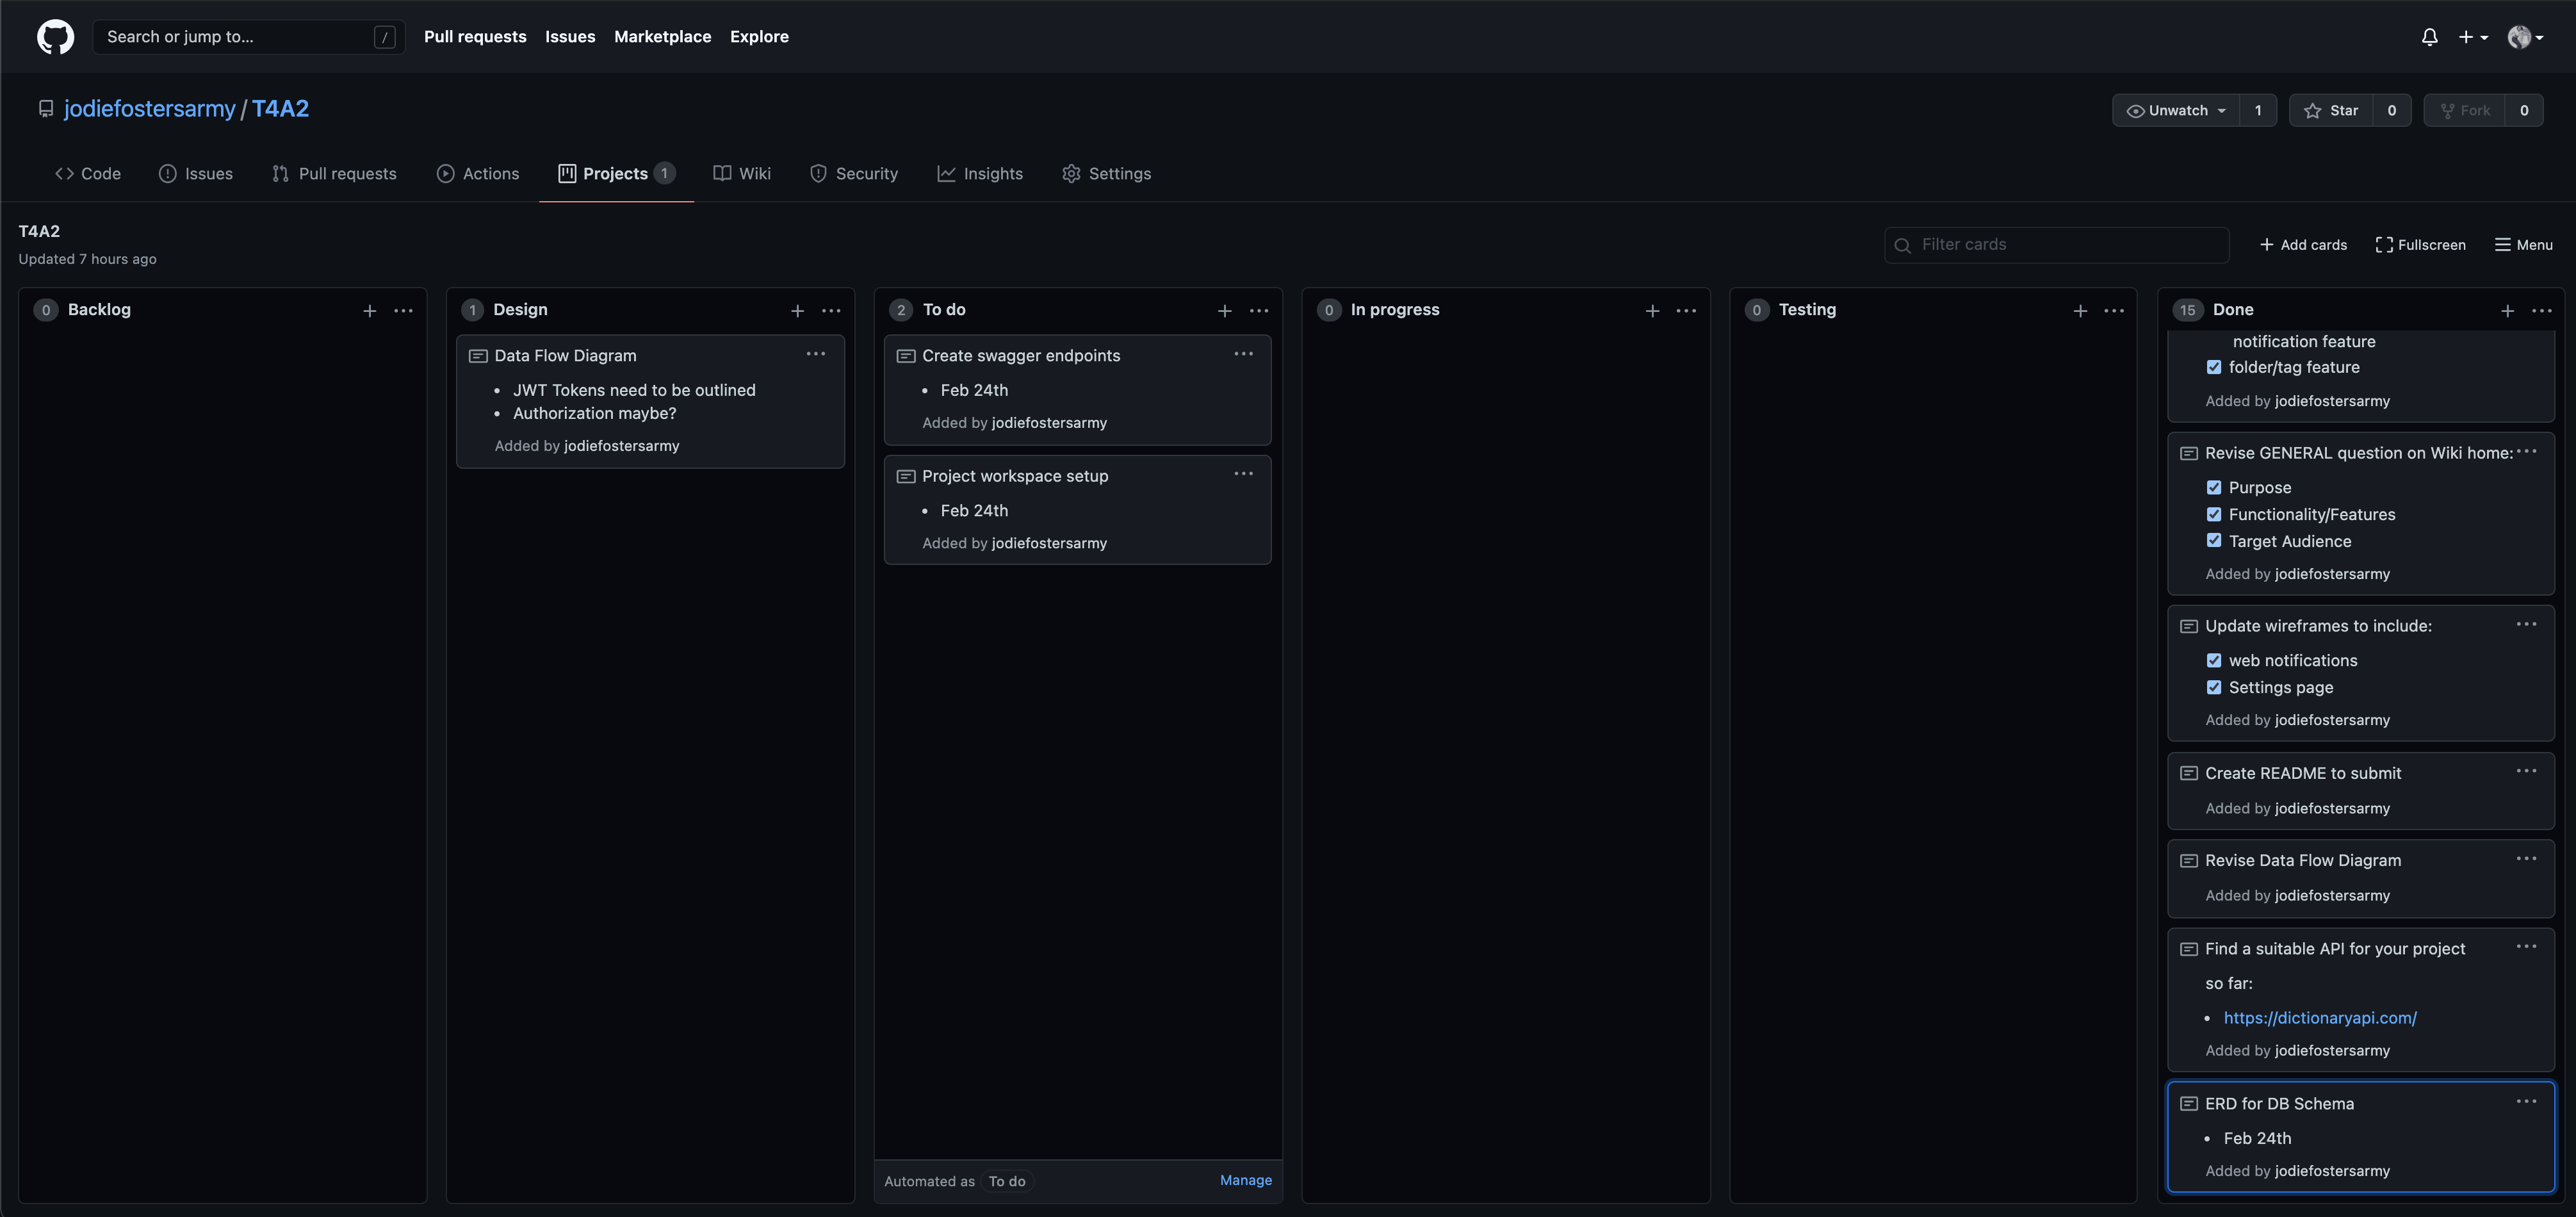 Search or jump to... /
Pull requests Issues Marketplace Explore
jodiefostersarmy / T4A2
Unwatch 1 Star 0 Fork 0
Code Issues Pull requests Actions Projects 1 Wiki Security Insights Settings
T4A2
Updated 7 hours ago
Filter cards
Add cards Fullscreen Menu
0 Backlog
1 Design
Data Flow Diagram
• JWT Tokens need to be outlined
• Authorization maybe?
Added by jodiefostersarmy
2 To do
Create swagger endpoints
• Feb 24th
Added by jodiefostersarmy
Project workspace setup
• Feb 24th
Added by jodiefostersarmy
Automated as To do Manage
0 In progress
0 Testing
15 Done
notification feature
folder/tag feature
Added by jodiefostersarmy
Revise GENERAL question on Wiki home:
Purpose
Functionality/Features
Target Audience
Added by jodiefostersarmy
Update wireframes to include:
web notifications
Settings page
Added by jodiefostersarmy
Create README to submit
Added by jodiefostersarmy
Revise Data Flow Diagram
Added by jodiefostersarmy
Find a suitable API for your project
so far:
• https://dictionaryapi.com/
Added by jodiefostersarmy
ERD for DB Schema
• Feb 24th
Added by jodiefostersarmy